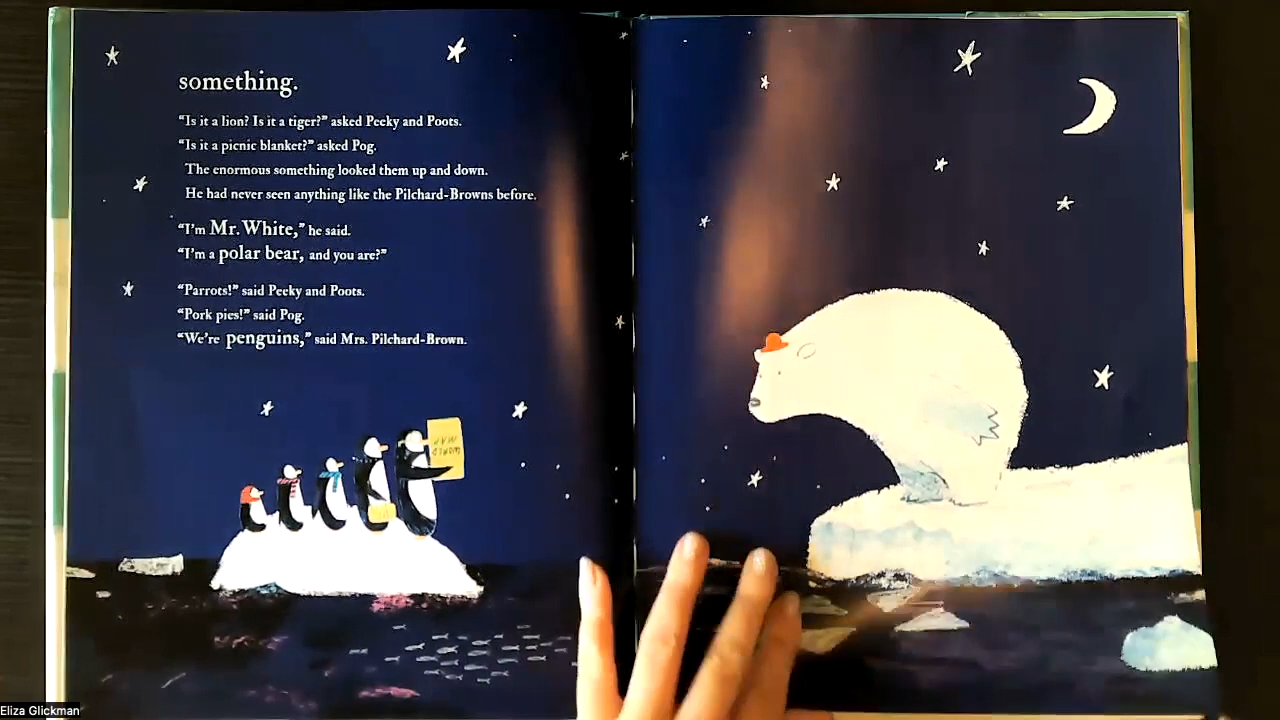 something.
“Is it a lion? Is it a tiger?” asked Peeky and Poots.
“Is it a picnic blanket?” asked Pog.
The enormous something looked them up and down.
He had never seen anything like the Pilchard-Browns before.
“I’m Mr. White,” he said.
“I’m a polar bear, and you are?”
“Parrots!” said Peeky and Poots.
“Pork pies!” said Pog.
“We’re penguins,” said Mrs. Pilchard-Brown.
WORLD
MAP
Eliza Glickman